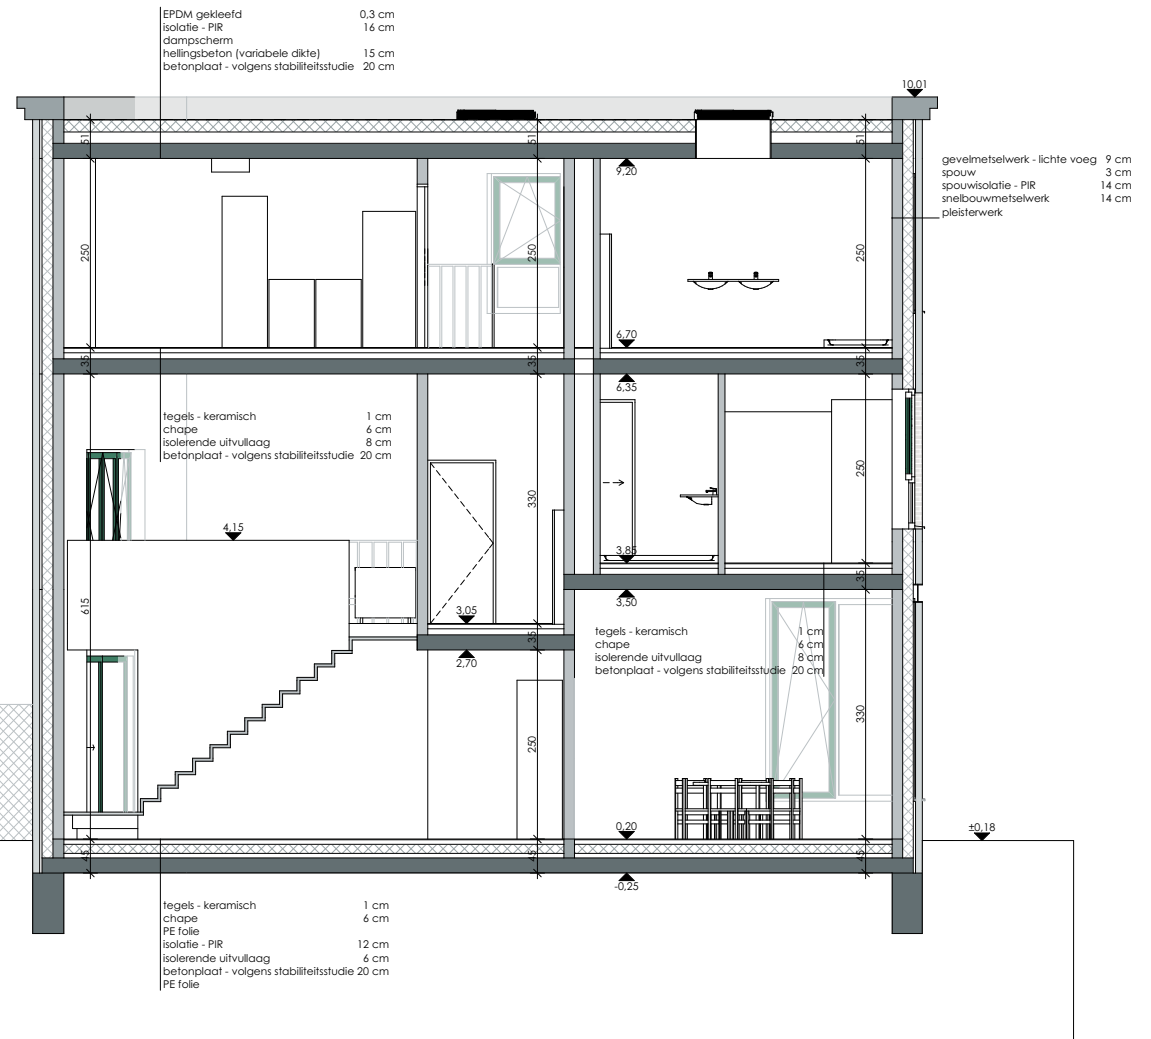 EPDM gekleefd 0,3 cm
isolatie - PIR 16 cm
dampscherm
hellingsbeton (variabele dikte) 15 cm
betonplaat - volgens stabiliteitsstudie 20 cm
10,01
51
51
51
gevelmetselwerk - lichte voeg 9 cm
spouw 3 cm
spouwisolatie - PIR 14 cm
snelbouwmetselwerk 14 cm
pleisterwerk
9,20
250
250
250
6,70
35
35
35
6,35
tegels - keramisch 1 cm
chape 6 cm
isolerende uitvullaag 8 cm
betonplaat - volgens stabiliteitsstudie 20 cm
250
330
4,15
3,85
35
3,50
615
3,05
35
2,70
tegels - keramisch 1 cm
chape 6 cm
isolerende uitvullaag 8 cm
betonplaat - volgens stabiliteitsstudie 20 cm
330
250
0,20
±0,18
45
45
45
-0,25
tegels - keramisch 1 cm
chape 6 cm
PE folie
isolatie - PIR 12 cm
isolerende uitvullaag 6 cm
betonplaat - volgens stabiliteitsstudie 20 cm
PE folie